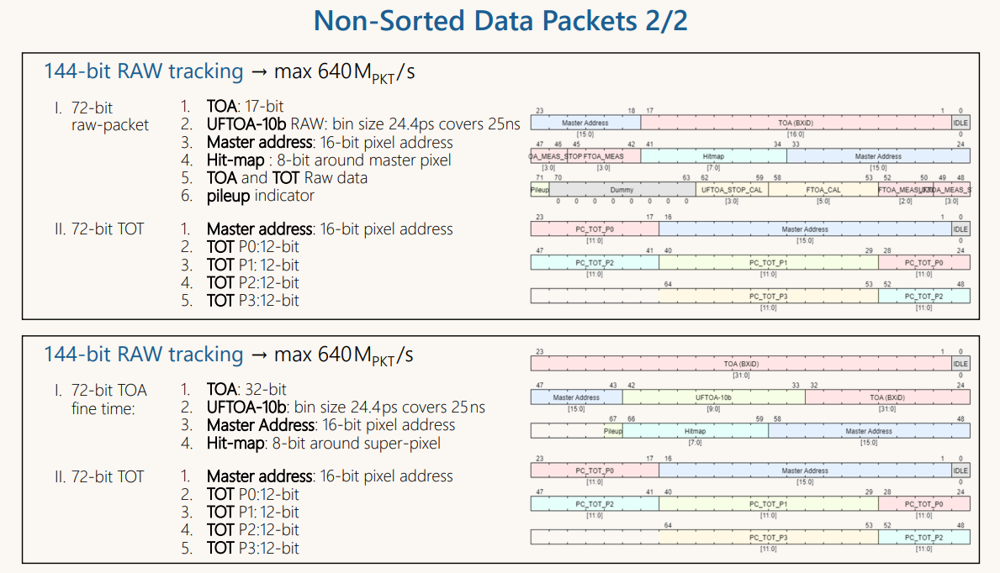 Non-Sorted Data Packets 2/2
144-bit RAW tracking → max 640MPKT/s
I. 72-bit raw-packet
1. TOA: 17-bit
2. UFTOA-10b RAW: bin size 24.4ps covers 25ns
3. Master address: 16-bit pixel address
4. Hit-map : 8-bit around master pixel
5. TOA and TOT Raw data
6. pileup indicator
23 18 17 1 0
Master Address TOA (BXiD) IDLE
[15:0] [16:0] 0
47 46 45 42 41 34 33 24
OA_MEAS_STOP FTOA_MEAS Hitmap Master Address
[3:0] [3:0] [7:0] [15:0]
71 70 63 62 59 58 53 52 50 49 48
Pileup Dummy UFTOA_STOP_CAL FTOA_CAL FTOA_MEAS
0 0 0 0 0 0 0 0 [3:0] [5:0] [2:0] [3:0]
II. 72-bit TOT
1. Master address: 16-bit pixel address
2. TOT P0:12-bit
3. TOT P1: 12-bit
4. TOT P2:12-bit
5. TOT P3:12-bit
23 17 16 1 0
PC_TOT_P0 Master Address IDLE
[11:0] [15:0] 0
47 41 40 29 28 24
PC_TOT_P2 PC_TOT_P1 PC_TOT_P0
[11:0] [11:0] [11:0]
64 53 52 48
PC_TOT_P3 PC_TOT_P2
[11:0] [11:0]
144-bit RAW tracking → max 640MPKT/s
I. 72-bit TOA fine time:
1. TOA: 32-bit
2. UFTOA-10b: bin size 24.4ps covers 25ns
3. Master Address: 16-bit pixel address
4. Hit-map: 8-bit around super-pixel
23 1 0
TOA (BXiD) IDLE
[31:0] 0
47 43 42 33 32 24
Master Address UFTOA-10b TOA (BXiD)
[15:0] [9:0] [31:0]
67 66 59 58 48
Pileup Hitmap Master Address
[7:0] [15:0]
II. 72-bit TOT
1. Master address: 16-bit pixel address
2. TOT P0:12-bit
3. TOT P1: 12-bit
4. TOT P2:12-bit
5. TOT P3:12-bit
23 17 16 1 0
PC_TOT_P0 Master Address IDLE
[11:0] [15:0] 0
47 41 40 29 28 24
PC_TOT_P2 PC_TOT_P1 PC_TOT_P0
[11:0] [11:0] [11:0]
64 53 52 48
PC_TOT_P3 PC_TOT_P2
[11:0] [11:0]